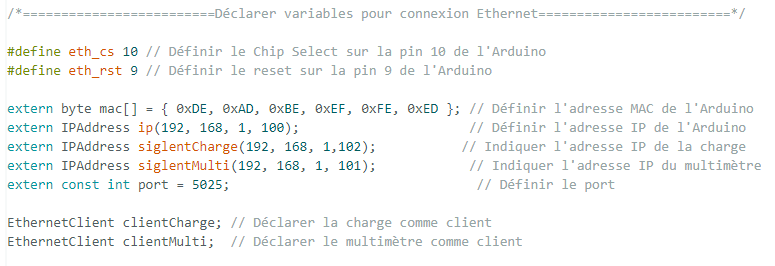 /*=========================Déclarer variables pour connexion Ethernet=========================*/
#define eth_cs 10 // Définir le Chip Select sur la pin 10 de l'Arduino
#define eth_rst 9 // Définir le reset sur la pin 9 de l'Arduino
extern byte mac[] = { 0xDE, 0xAD, 0xBE, 0xEF, 0xFE, 0xED }; // Définir l'adresse MAC de l'Arduino
extern IPAddress ip(192, 168, 1, 100); // Définir l'adresse IP de l'Arduino
extern IPAddress siglentCharge(192, 168, 1,102); // Indiquer l'adresse IP de la charge
extern IPAddress siglentMulti(192, 168, 1, 101); // Indiquer l'adresse IP du multimètre
extern const int port = 5025; // Définir le port
EthernetClient clientCharge; // Déclarer la charge comme client
EthernetClient clientMulti; // Déclarer le multimètre comme client